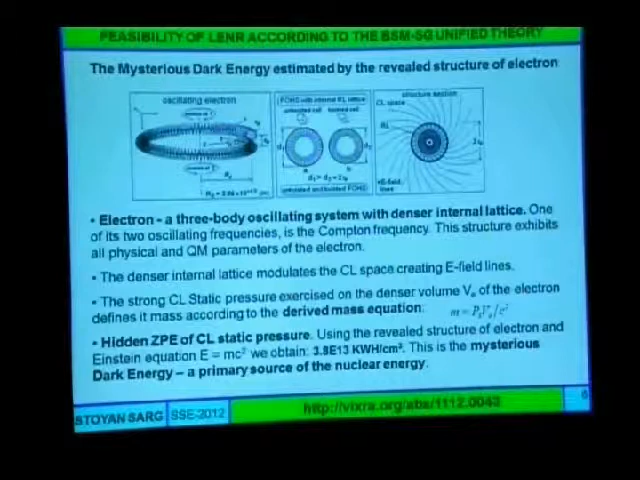 FEASIBILITY OF LENR ACCORDING TO THE BSM-SG UNIFIED THEORY
The Mysterious Dark Energy estimated by the revealed structure of electron
oscillating electron
structure section
CL space
E-field
lines
• Electron – a three-body oscillating system with denser internal lattice. One
of its two oscillating frequencies, is the Compton frequency. This structure exhibits
all physical and QM parameters of the electron.
• The denser internal lattice modulates the CL space creating E-field lines.
• The strong CL Static pressure exercised on the denser volume Ve of the electron
defines it mass according to the derived mass equation:
• Hidden ZPE of CL static pressure. Using the revealed structure of electron and
Einstein equation E = mc² we obtain: 3.8E13 KWH/cm³. This is the mysterious
Dark Energy – a primary source of the nuclear energy.
STOYAN SARG
SSE-2012
http://vixra.org/abs/1112.0043